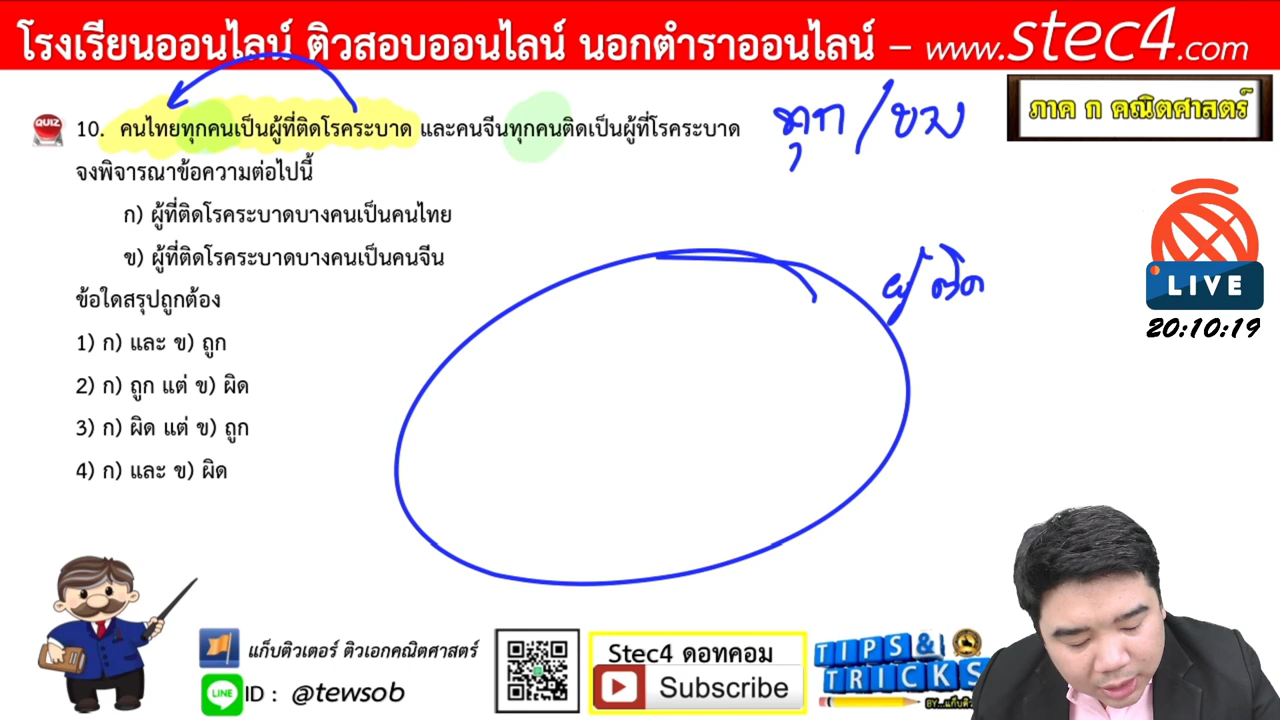 โรงเรียนออนไลน์ ติวสอบออนไลน์ นอกตำราออนไลน์ – www.stec4.com
ภาค ก คณิตศาสตร์
QUIZ
10. คนไทยทุกคนเป็นผู้ที่ติดโรคระบาด และคนจีนทุกคนติดเป็นผู้ที่โรคระบาด
ทุก / บาง
จงพิจารณาข้อความต่อไปนี้
ก) ผู้ที่ติดโรคระบาดบางคนเป็นคนไทย
ข) ผู้ที่ติดโรคระบาดบางคนเป็นคนจีน
ผู้ติด
LIVE
20:10:19
ข้อใดสรุปถูกต้อง
1) ก) และ ข) ถูก
2) ก) ถูก แต่ ข) ผิด
3) ก) ผิด แต่ ข) ถูก
4) ก) และ ข) ผิด
แก๊บติวเตอร์ ติวเอกคณิตศาสตร์
LINE ID : @tewsob
Stec4 ดอทคอม
Subscribe
TIPS &
TRICKS
BY...แก๊บติว